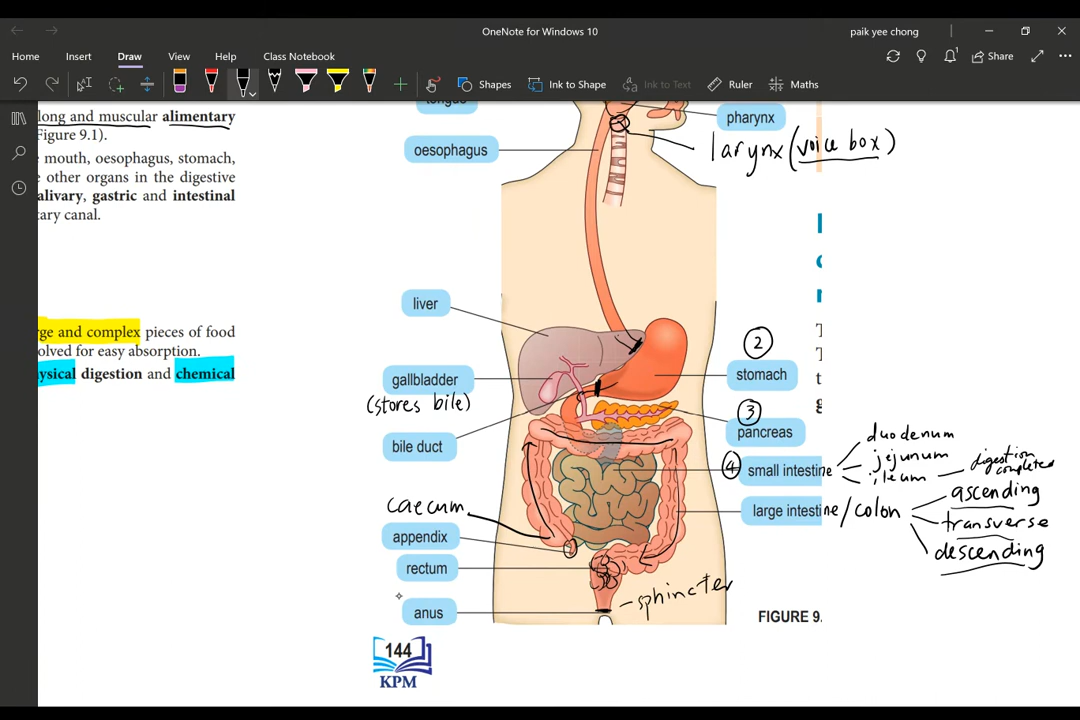 OneNote for Windows 10
paik yee chong
Home Insert Draw View Help Class Notebook
Share
Shapes
Ink to Shape
Ink to Text
Ruler
Maths
long and muscular alimentary
Figure 9.1).
mouth, oesophagus, stomach,
other organs in the digestive
alivary, gastric and intestinal
tary canal.
rge and complex pieces of food
solved for easy absorption.
ysical digestion and chemical
tongue
pharynx
larynx (voice box)
oesophagus
liver
gallbladder
(stores bile)
bile duct
caecum
appendix
rectum
anus
2
stomach
3
pancreas
4 small intestine
duodenum
jejunum
ileum
digestion
completed
large intestine/colon
ascending
transverse
descending
sphincter
FIGURE 9.
144
KPM